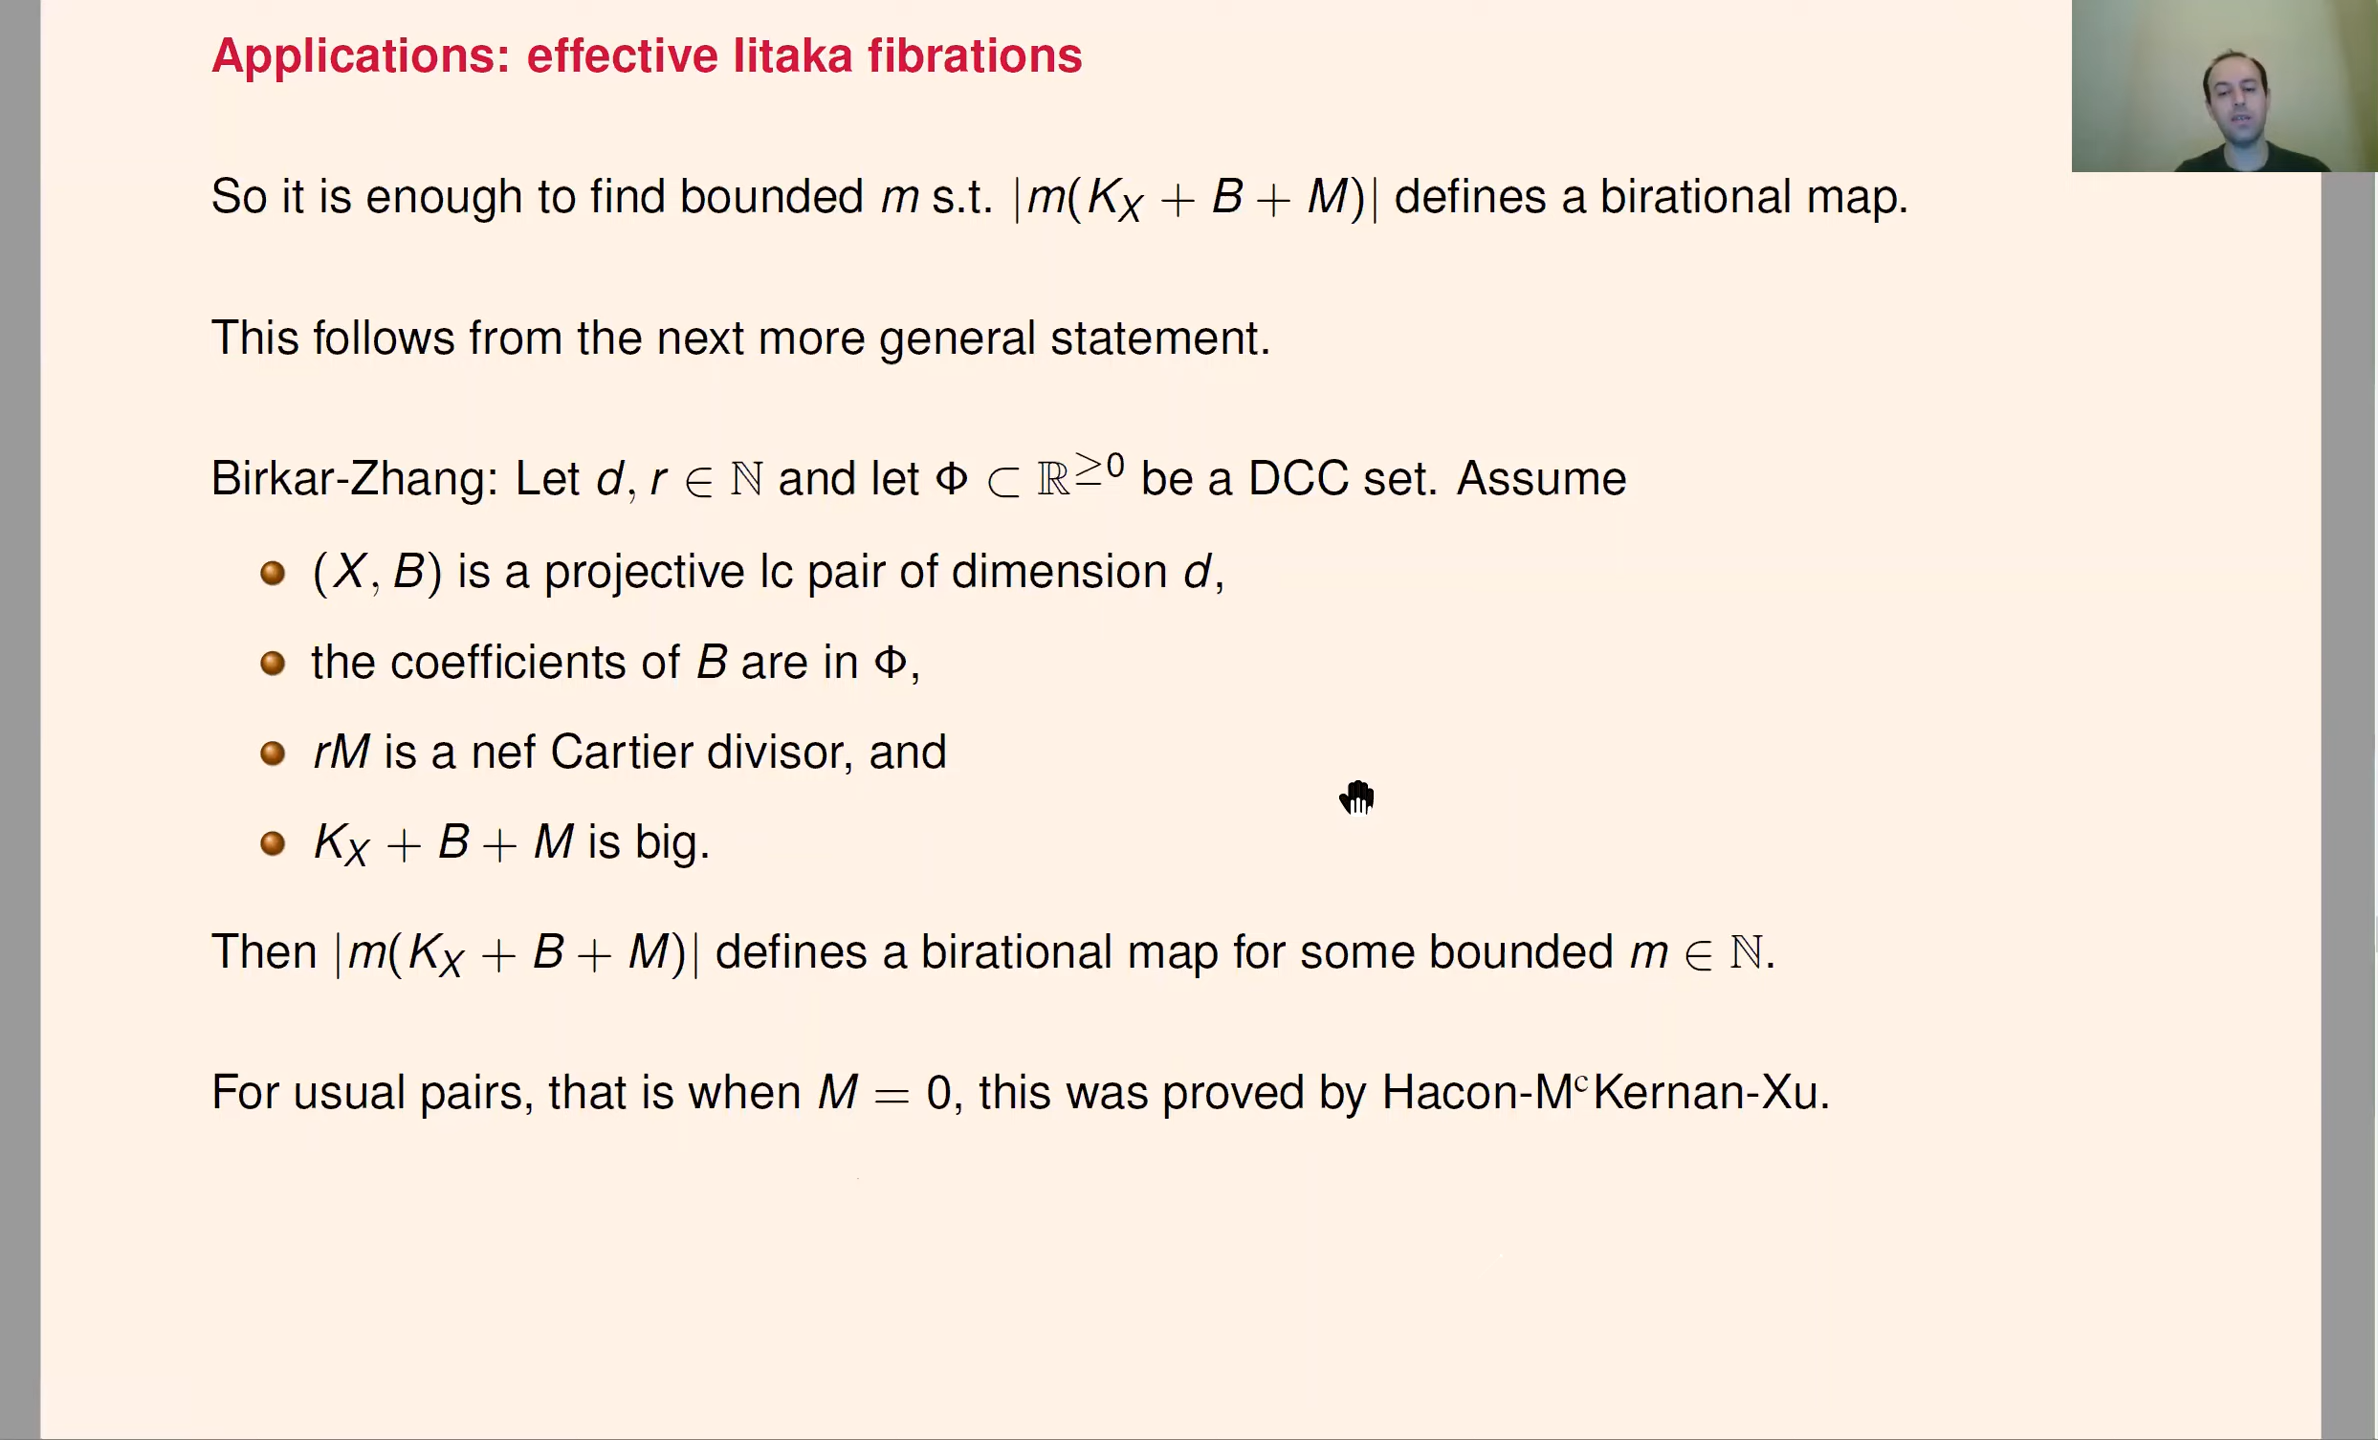 Applications: effective Iitaka fibrations
So it is enough to find bounded m s.t. |m(K_X + B + M)| defines a birational map.
This follows from the next more general statement.
Birkar-Zhang: Let d, r ∈ ℕ and let Φ ⊂ ℝ^{≥0} be a DCC set. Assume
(X, B) is a projective lc pair of dimension d,
the coefficients of B are in Φ,
rM is a nef Cartier divisor, and
K_X + B + M is big.
Then |m(K_X + B + M)| defines a birational map for some bounded m ∈ ℕ.
For usual pairs, that is when M = 0, this was proved by Hacon-MᶜKernan-Xu.